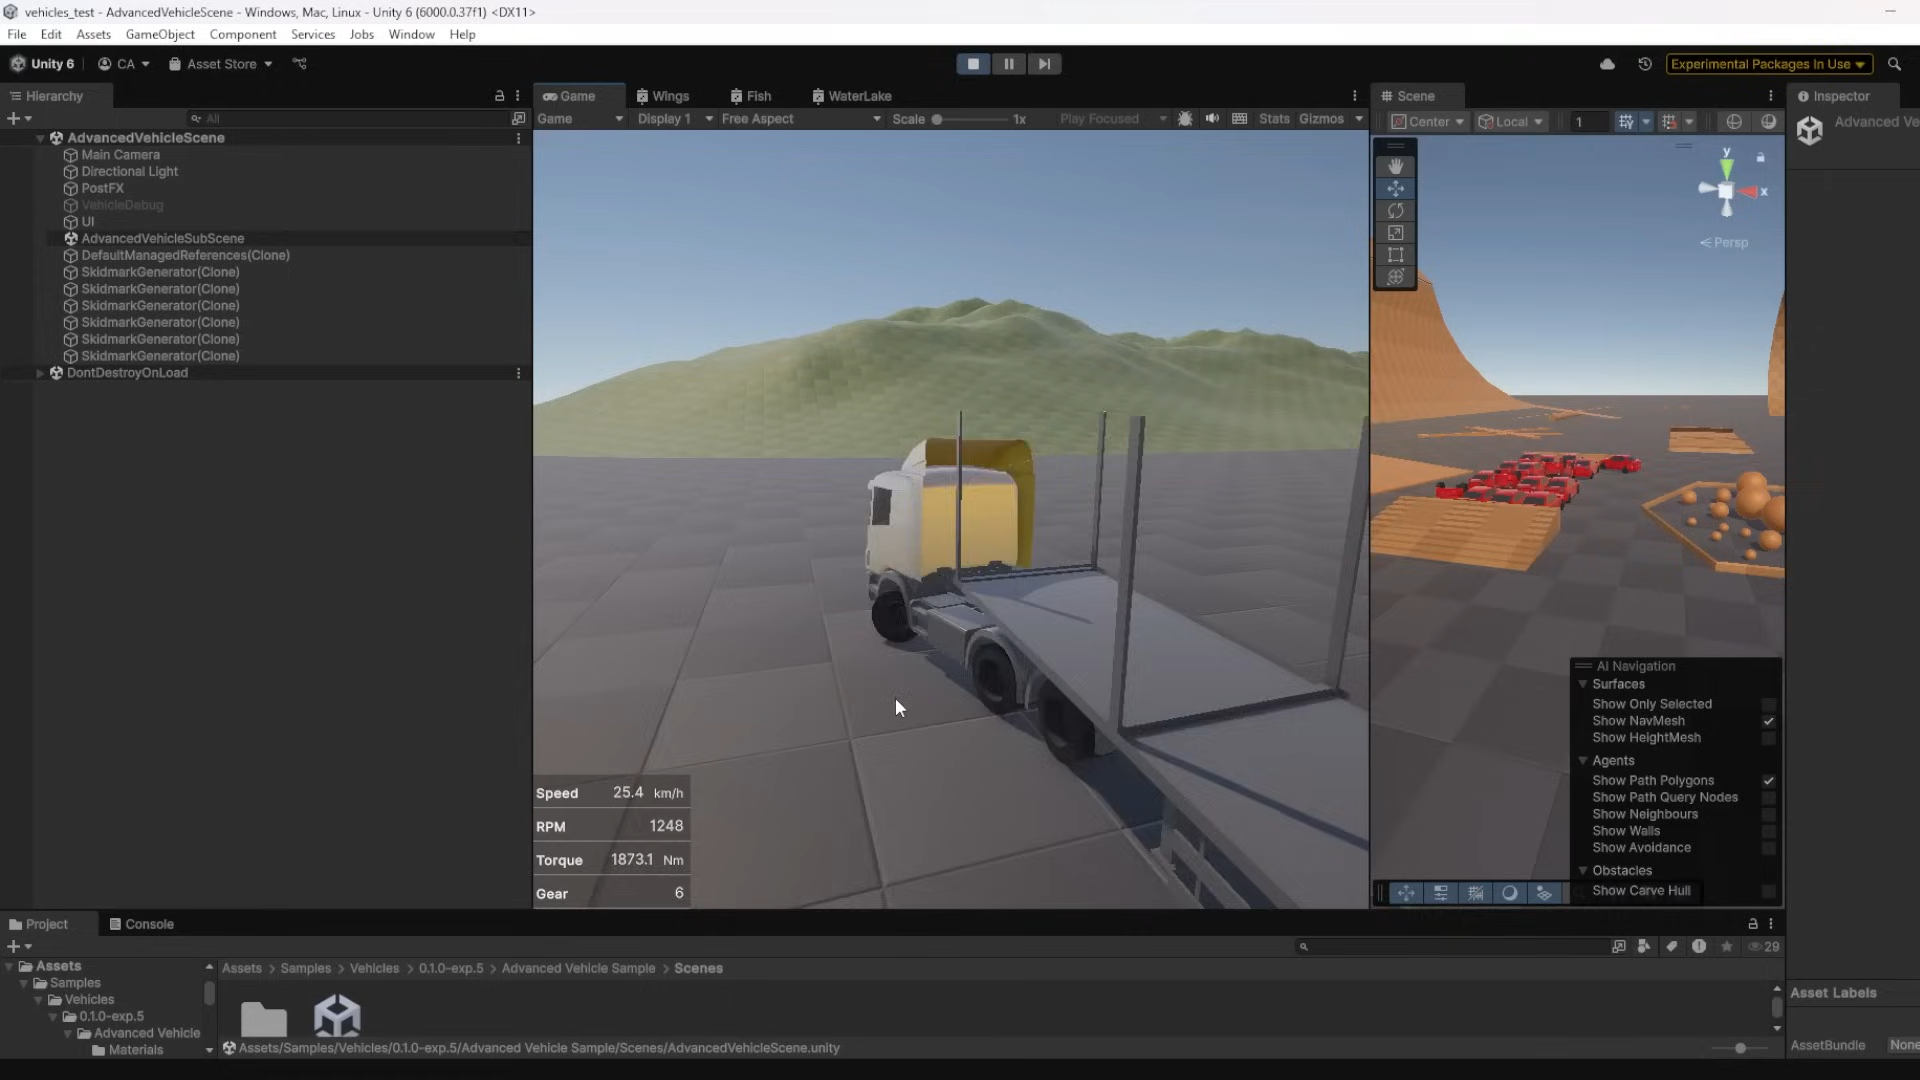 vehicles_test - AdvancedVehicleScene - Windows, Mac, Linux - Unity 6 (6000.0.37f1) <DX11>
File Edit Assets GameObject Component Services Jobs Window Help
Unity 6 CA Asset Store Experimental Packages In Use
Hierarchy
All
AdvancedVehicleScene
Main Camera
Directional Light
PostFX
VehicleDebug
UI
AdvancedVehicleSubScene
DefaultManagedReferences(Clone)
SkidmarkGenerator(Clone)
SkidmarkGenerator(Clone)
SkidmarkGenerator(Clone)
SkidmarkGenerator(Clone)
SkidmarkGenerator(Clone)
SkidmarkGenerator(Clone)
DontDestroyOnLoad
Game Wings Fish WaterLake
Game Display 1 Free Aspect Scale 1x Play Focused Stats Gizmos
Speed 25.4 km/h
RPM 1248
Torque 1873.1 Nm
Gear 6
Scene
Center Local 1
y
x
Persp
AI Navigation
Surfaces
Show Only Selected
Show NavMesh
Show HeightMesh
Agents
Show Path Polygons
Show Path Query Nodes
Show Neighbours
Show Walls
Show Avoidance
Obstacles
Show Carve Hull
Inspector
Advanced Ve
Project Console
29
Assets
Samples
Vehicles
0.1.0-exp.5
Advanced Vehicle
Materials
Assets > Samples > Vehicles > 0.1.0-exp.5 > Advanced Vehicle Sample > Scenes
Assets/Samples/Vehicles/0.1.0-exp.5/Advanced Vehicle Sample/Scenes/AdvancedVehicleScene.unity
Asset Labels
AssetBundle None